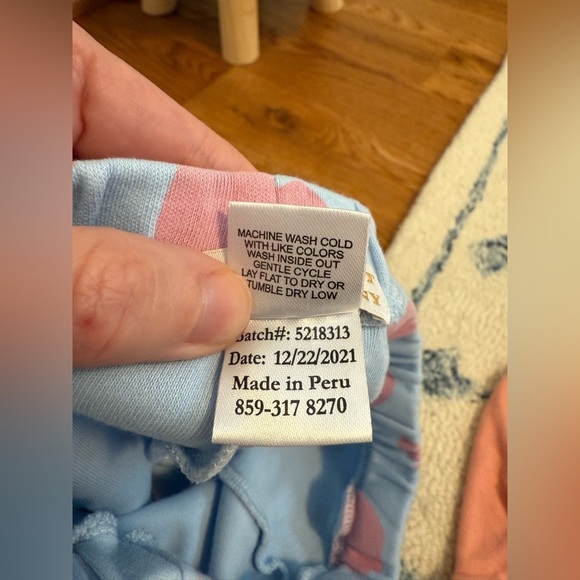 MACHINE WASH COLD
WITH LIKE COLORS
WASH INSIDE OUT
GENTLE CYCLE
LAY FLAT TO DRY OR
TUMBLE DRY LOW
Batch#: 5218313
Date: 12/22/2021
Made in Peru
859-317 8270